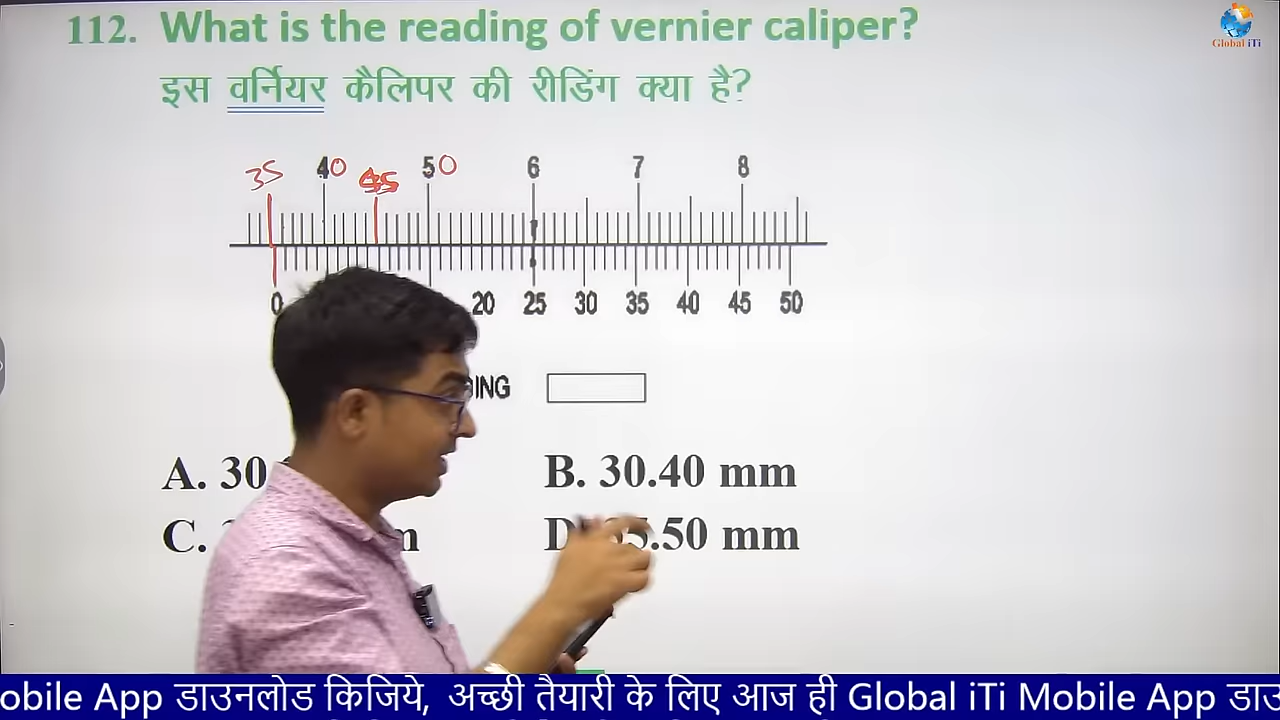 112. What is the reading of vernier caliper?
Global iTi
इस वर्नियर कैलिपर की रीडिंग क्या है?
35 40 45 50 6 7 8
0 20 25 30 35 40 45 50
A. 30 B. 30.40 mm
C. D .50 mm
obile App डाउनलोड किजिये, अच्छी तैयारी के लिए आज ही Global iTi Mobile App